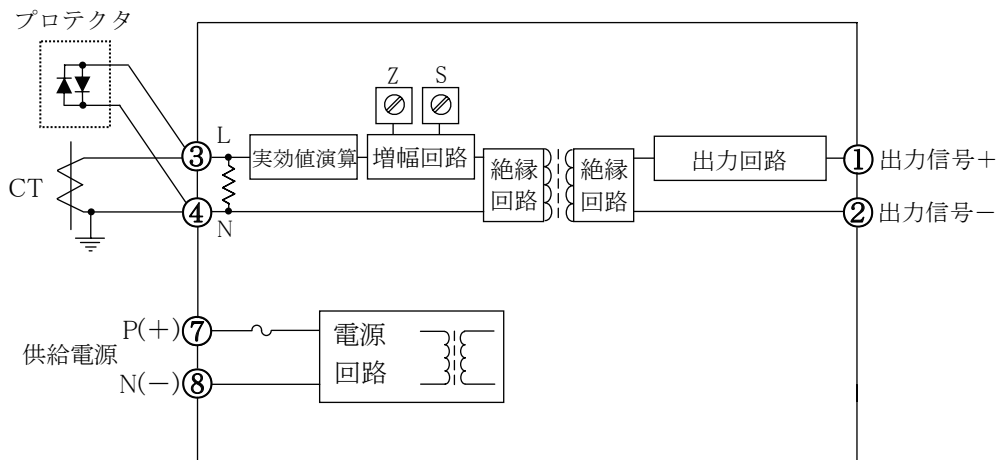 プロテクタ
Z S
L
③ 実効値演算 増幅回路 絶縁回路 絶縁回路 出力回路 ① 出力信号+
CT
④ ② 出力信号-
N
P(+) ⑦ 電源
供給電源 回路
N(-) ⑧